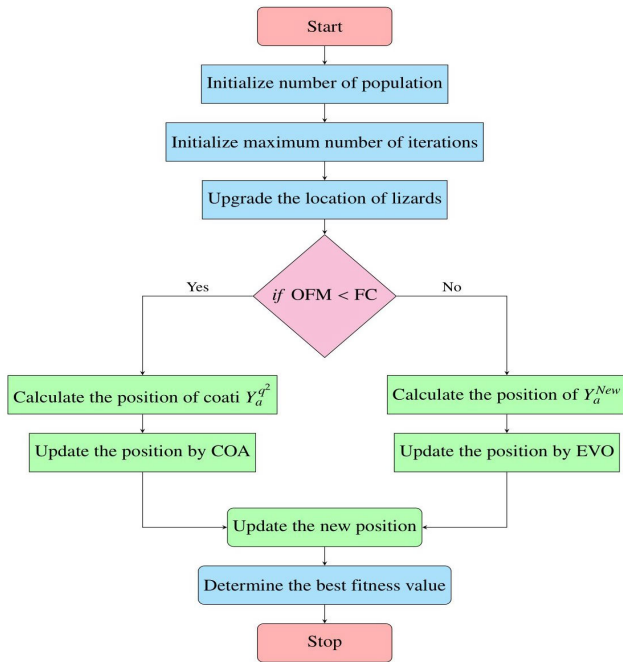 Start
Initialize number of population
Initialize maximum number of iterations
Upgrade the location of lizards
if OFM < FC
Yes
No
Calculate the position of coati $Y_a^{q^2}$
Calculate the position of $Y_a^{New}$
Update the position by COA
Update the position by EVO
Update the new position
Determine the best fitness value
Stop